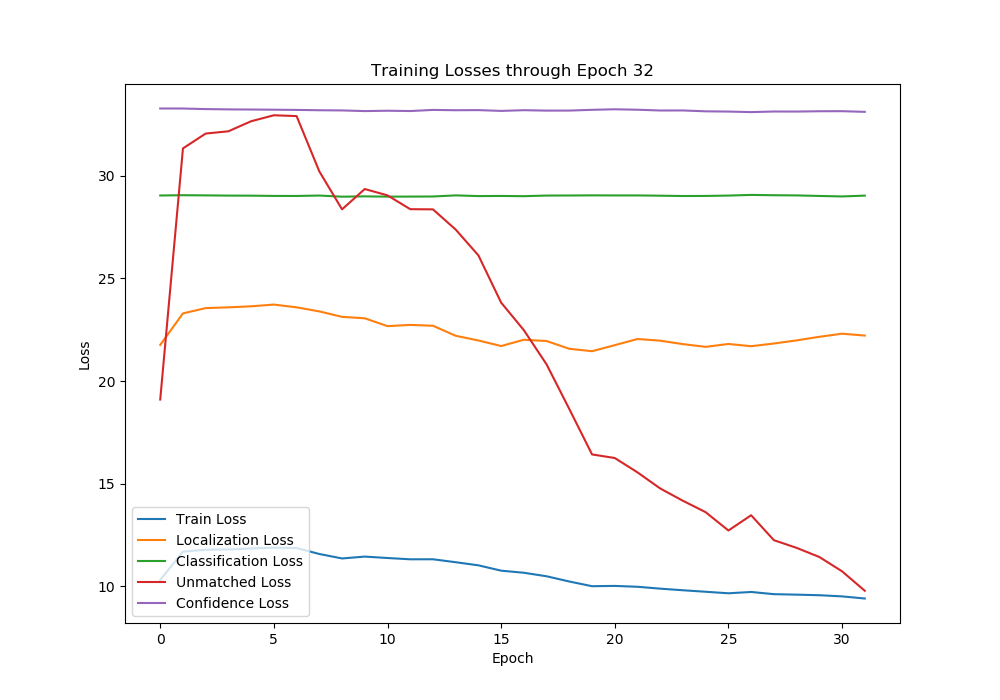 Training Losses through Epoch 32
Loss
30
25
20
15
10
Train Loss
Localization Loss
Classification Loss
Unmatched Loss
Confidence Loss
0 5 10 15 20 25 30
Epoch